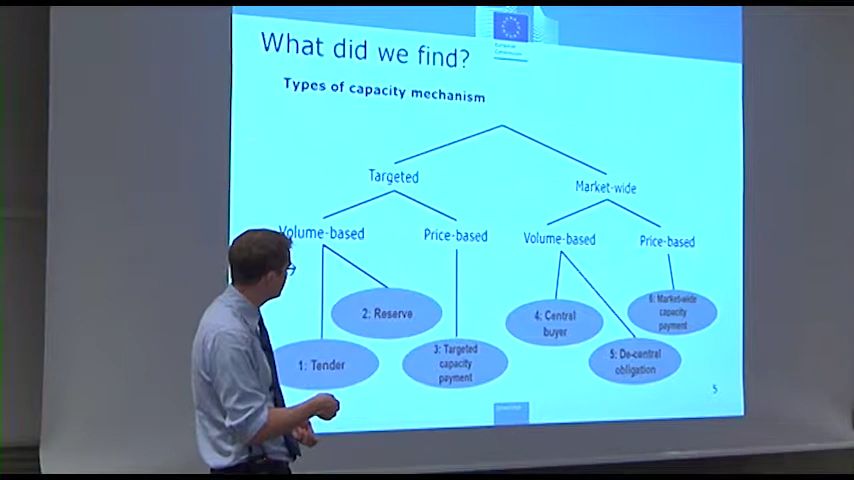 What did we find?
European
Commission
Types of capacity mechanism
Targeted
Market-wide
Volume-based
Price-based
Volume-based
Price-based
2: Reserve
4: Central
buyer
6: Market-wide
capacity
payment
1: Tender
3: Targeted
capacity
payment
5: De-central
obligation
5